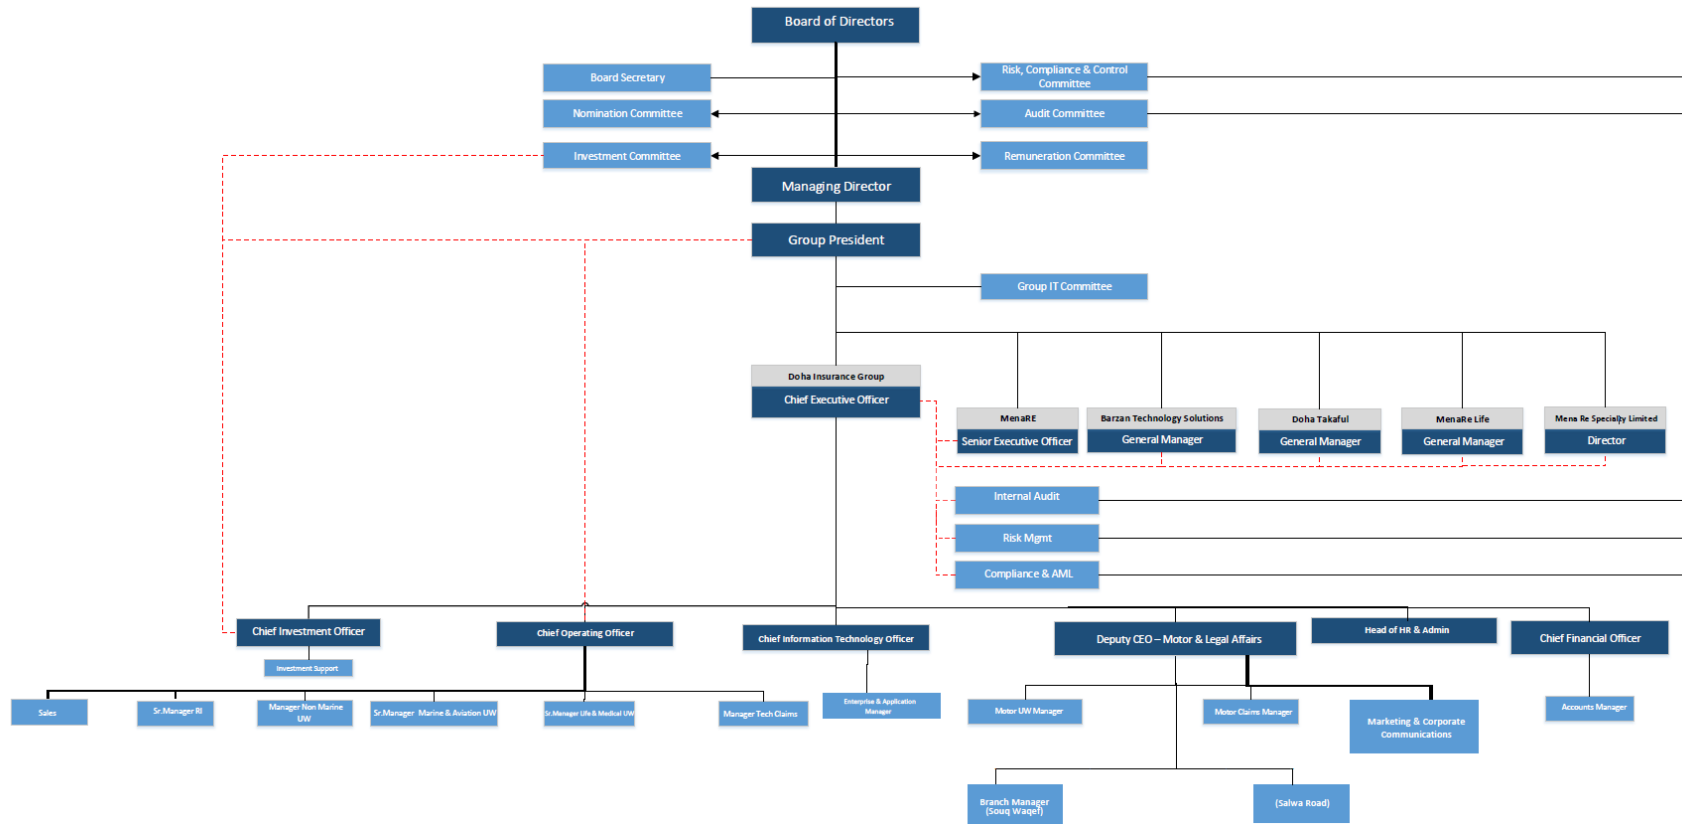 Board of Directors
Board Secretary
Risk, Compliance & Control
Committee
Nomination Committee
Audit Committee
Investment Committee
Remuneration Committee
Managing Director
Group President
Group IT Committee
Doha Insurance Group
Chief Executive Officer
MenaRE
Senior Executive Officer
Barzan Technology Solutions
General Manager
Doha Takaful
General Manager
MenaRe Life
General Manager
Mena Re Specialty Limited
Director
Internal Audit
Risk Mgmt
Compliance & AML
Chief Investment Officer
Investment Support
Chief Operating Officer
Chief Information Technology Officer
Deputy CEO – Motor & Legal Affairs
Head of HR & Admin
Chief Financial Officer
Sales
Sr.Manager RI
Manager Non Marine
UW
Sr.Manager Marine & Aviation UW
Sr.Manager Life & Medical UW
Manager Tech Claims
Enterprise & Application
Manager
Motor UW Manager
Motor Claims Manager
Marketing & Corporate
Communications
Accounts Manager
Branch Manager
(Souq Waqef)
(Salwa Road)